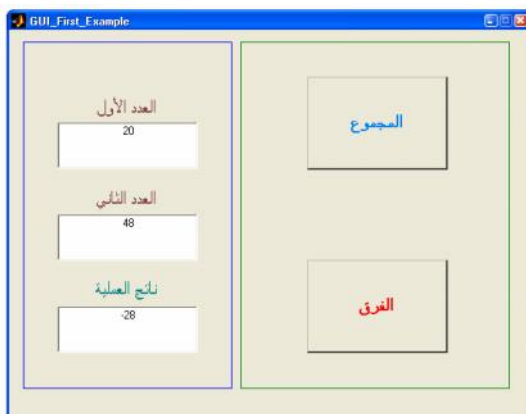 GUI_First_Example
العدد الأول
20
العدد الثاني
48
ناتج العملية
-28
المجموع
الفرق